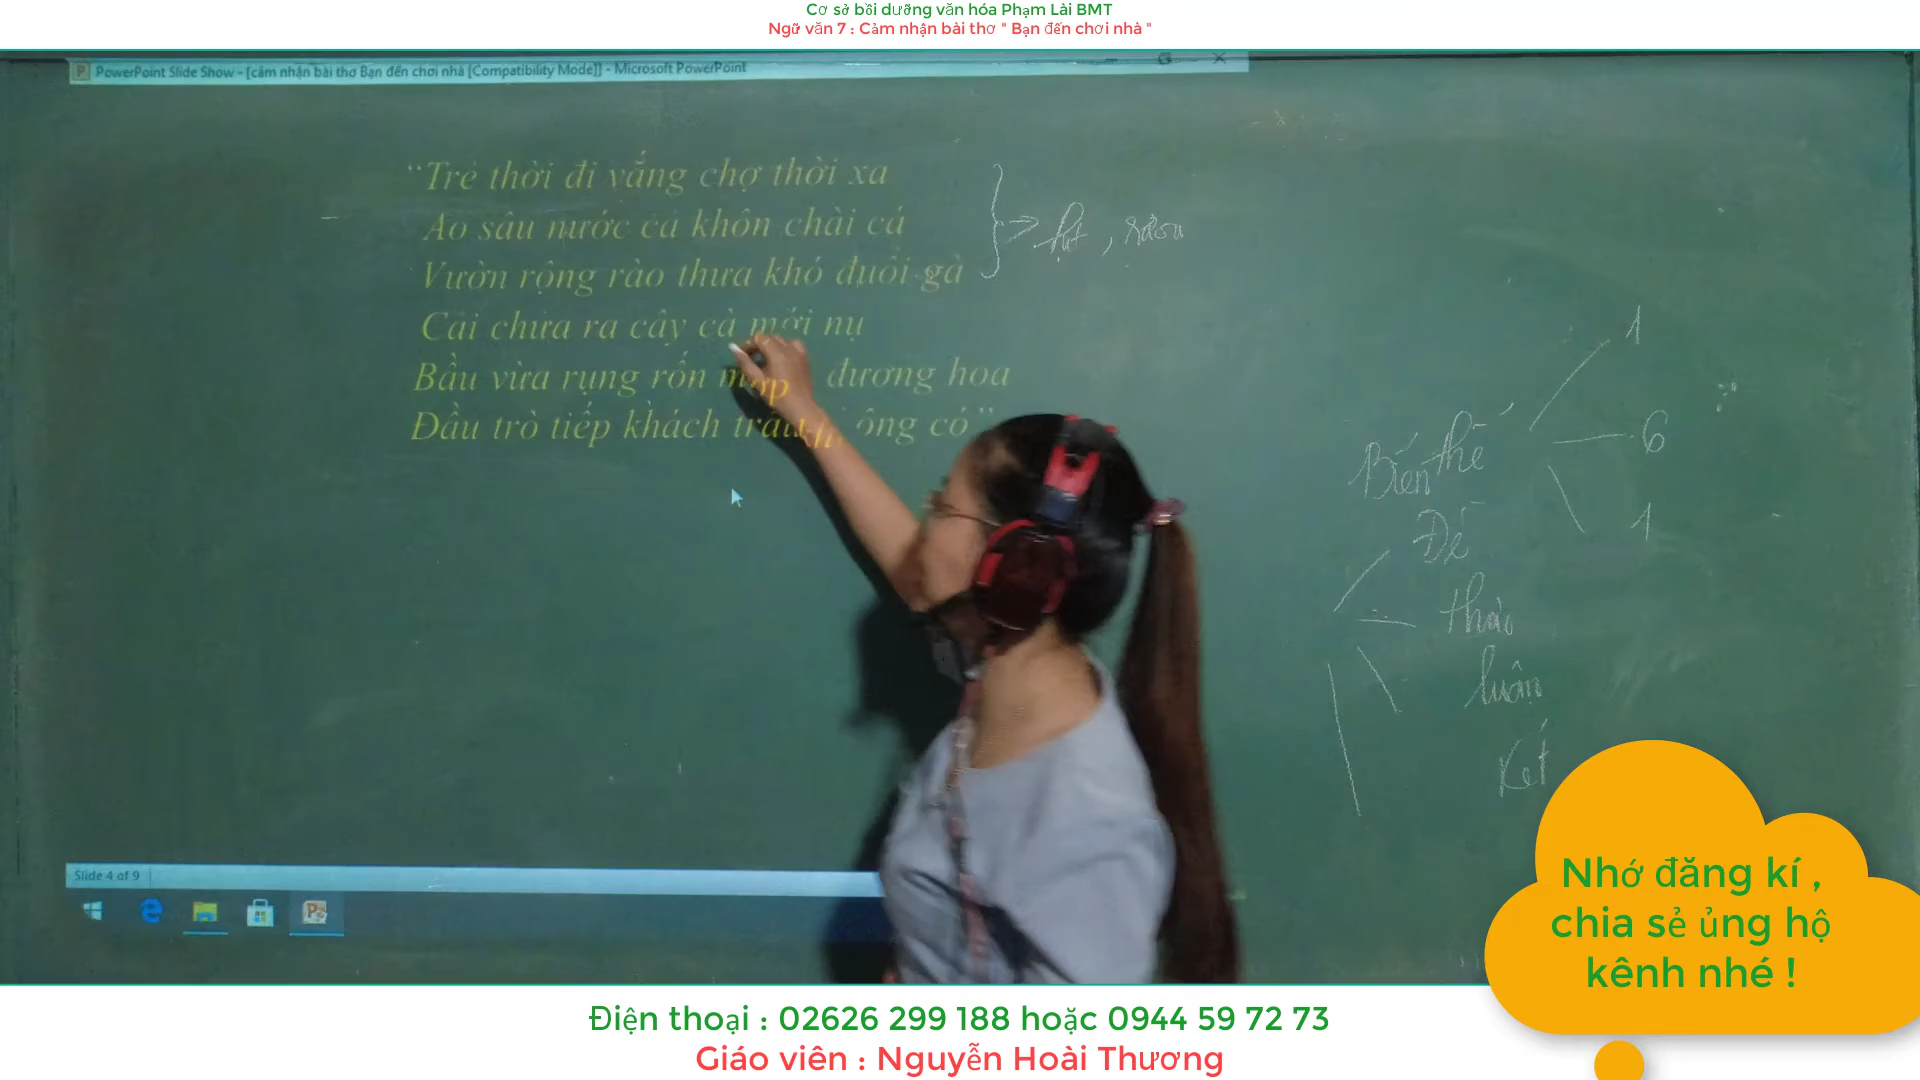 Cơ sở bồi dưỡng văn hóa Phạm Lài BMT
Ngữ văn 7 : Cảm nhận bài thơ " Bạn đến chơi nhà "
PowerPoint Slide Show - [cảm nhận bài thơ Bạn đến chơi nhà [Compatibility Mode]] - Microsoft PowerPoint
“Trẻ thời đi vắng chợ thời xa
Ao sâu nước cả khôn chài cá
Vườn rộng rào thưa khó đuổi gà
Cải chửa ra cây cà mới nụ
Bầu vừa rụng rốn mướp đương hoa
Đầu trò tiếp khách trầu không có”
1
6
1
Biến thể
Đề
thảo
luận
Kết
Slide 4 of 9
Nhớ đăng kí ,
chia sẻ ủng hộ
kênh nhé !
Điện thoại : 02626 299 188 hoặc 0944 59 72 73
Giáo viên : Nguyễn Hoài Thương